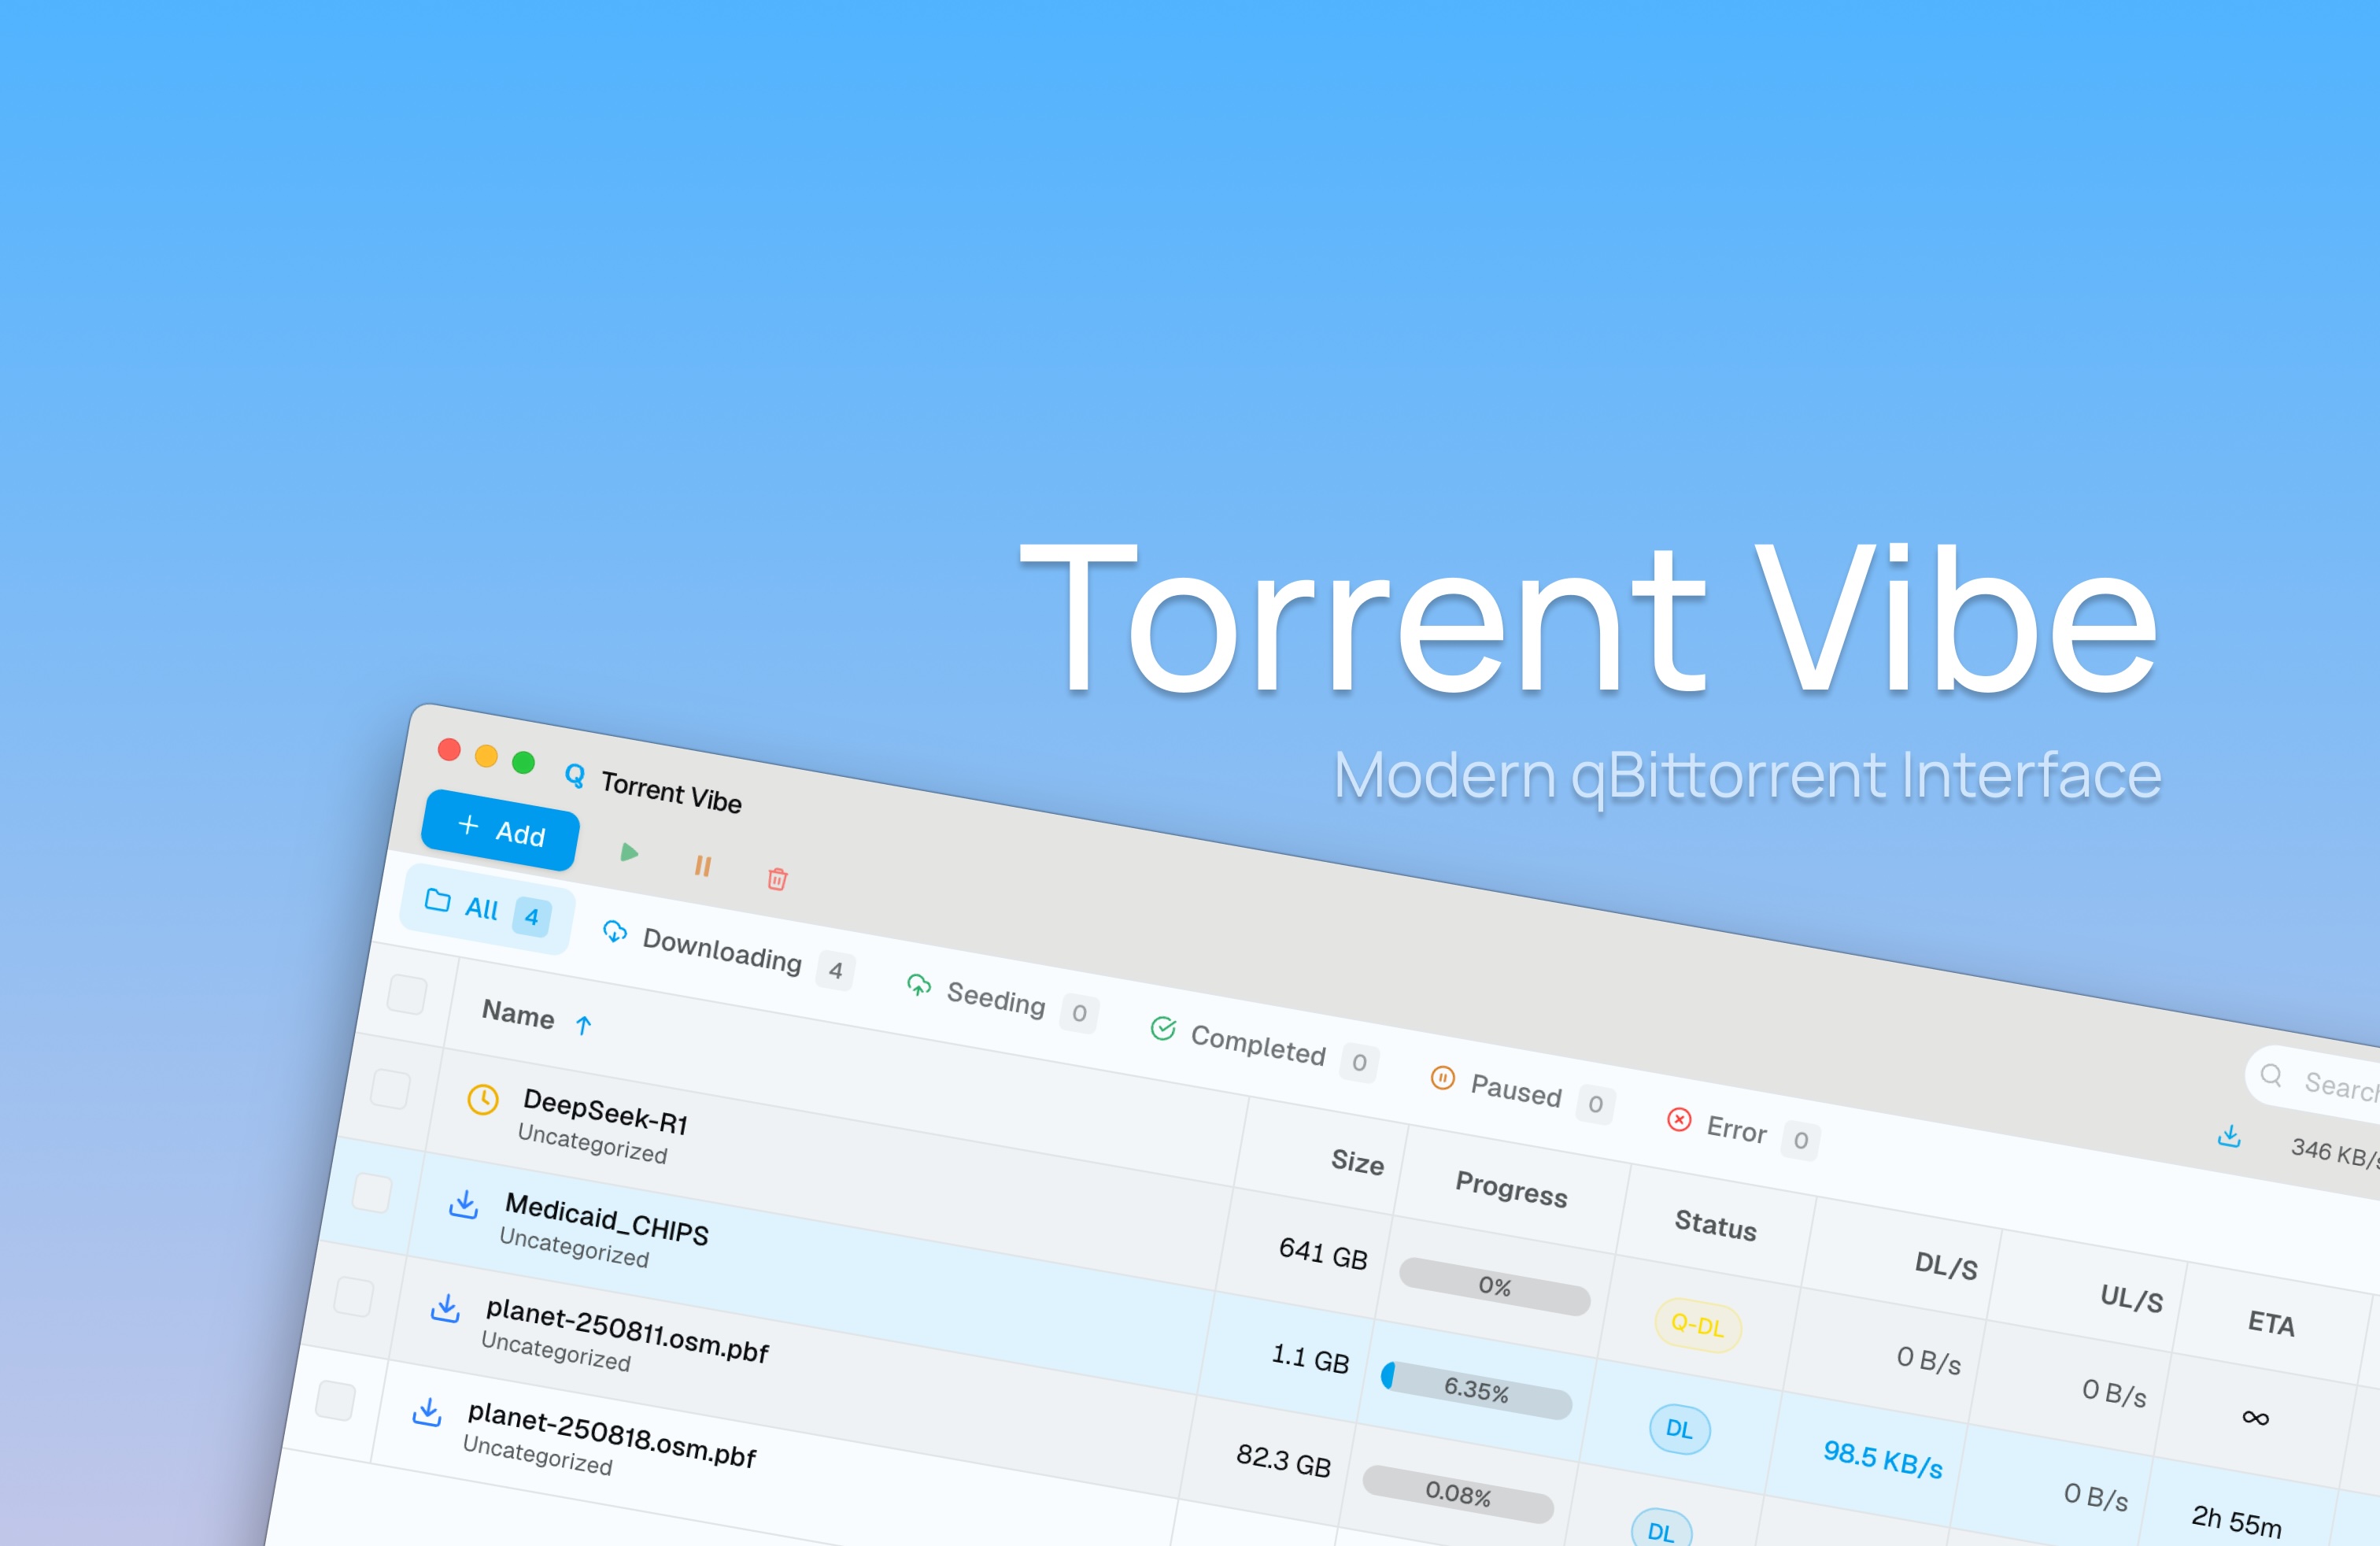 Torrent Vibe
Modern qBittorrent Interface
Q Torrent Vibe
+ Add
Search
346 KB/s
All 4 Downloading 4 Seeding 0 Completed 0 Paused 0 Error 0
Name Size Progress Status DL/S UL/S ETA
DeepSeek-R1 641 GB 0% Q-DL 0 B/s 0 B/s ∞
Uncategorized
Medicaid_CHIPS 1.1 GB 6.35% DL 98.5 KB/s 0 B/s 2h 55m
Uncategorized
planet-250811.osm.pbf 82.3 GB 0.08% DL
Uncategorized
planet-250818.osm.pbf
Uncategorized